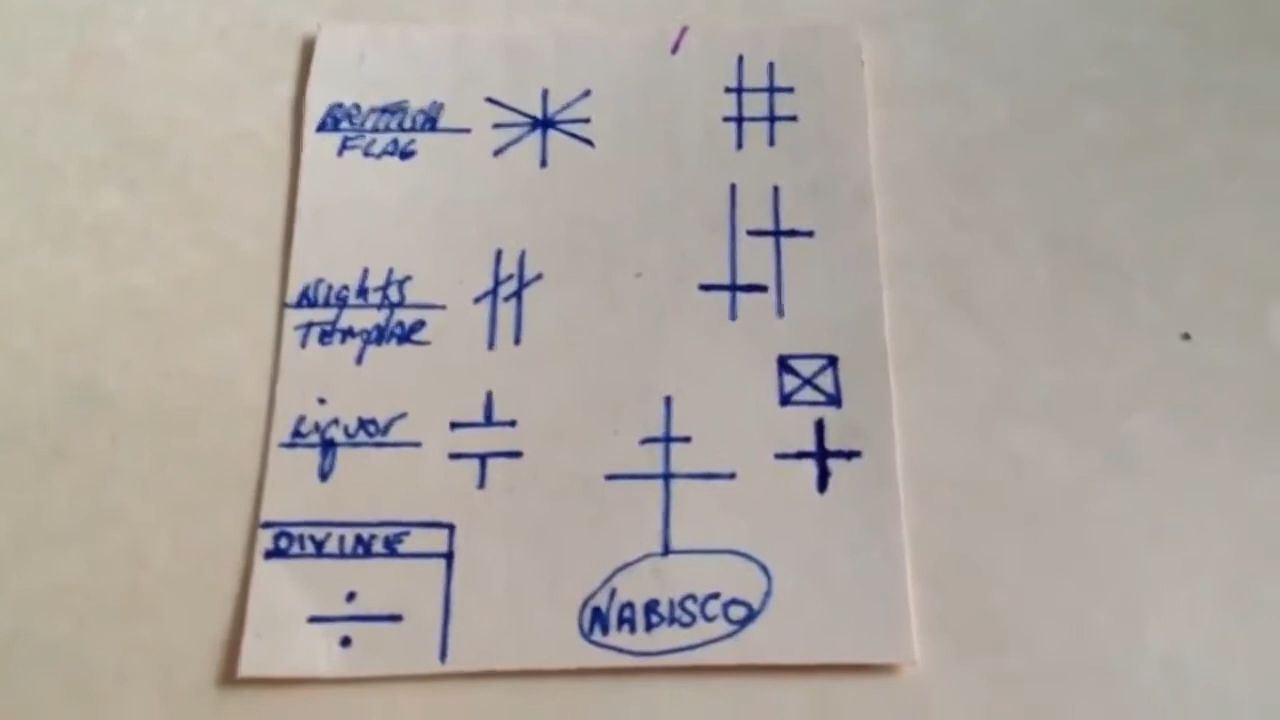 BRITISH
FLAG
#
Nights
TEMPLAR
Liquor
DIVINE
÷
NABISCO